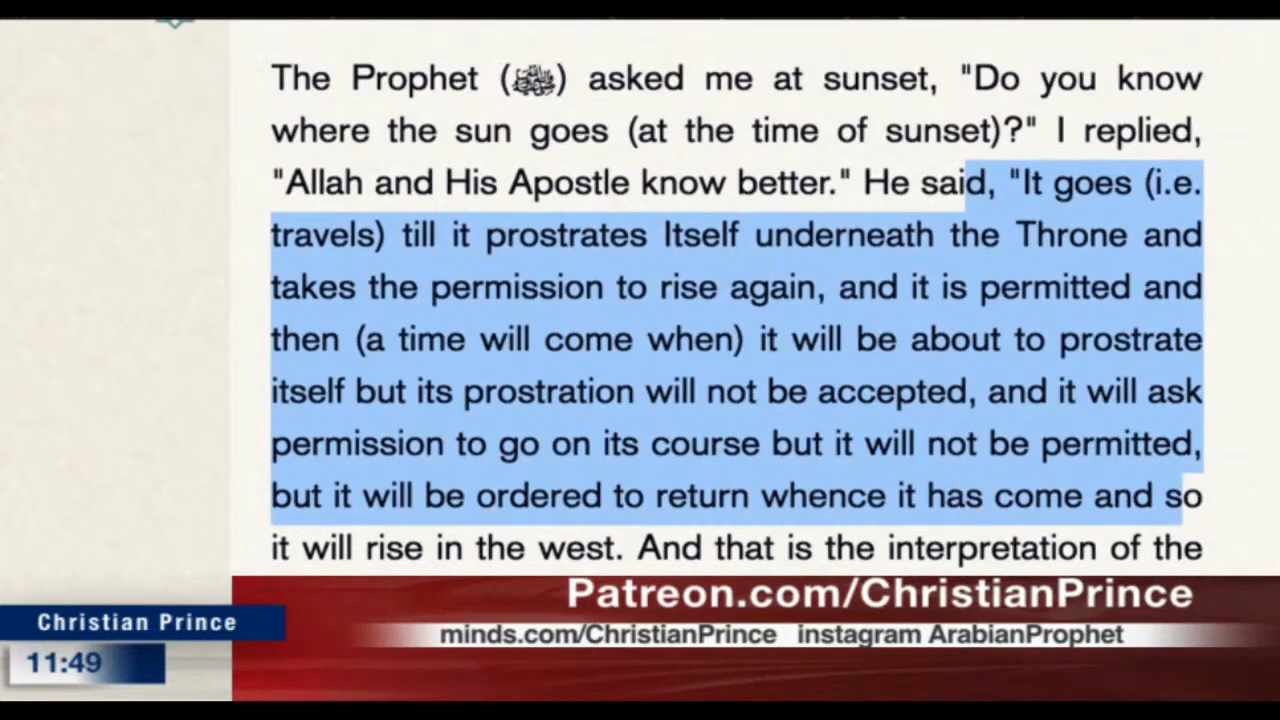 The Prophet (ﷺ) asked me at sunset, "Do you know
where the sun goes (at the time of sunset)?" I replied,
"Allah and His Apostle know better." He said, "It goes (i.e.
travels) till it prostrates Itself underneath the Throne and
takes the permission to rise again, and it is permitted and
then (a time will come when) it will be about to prostrate
itself but its prostration will not be accepted, and it will ask
permission to go on its course but it will not be permitted,
but it will be ordered to return whence it has come and so
it will rise in the west. And that is the interpretation of the
Patreon.com/ChristianPrince
Christian Prince
minds.com/ChristianPrince instagram ArabianProphet
11:49